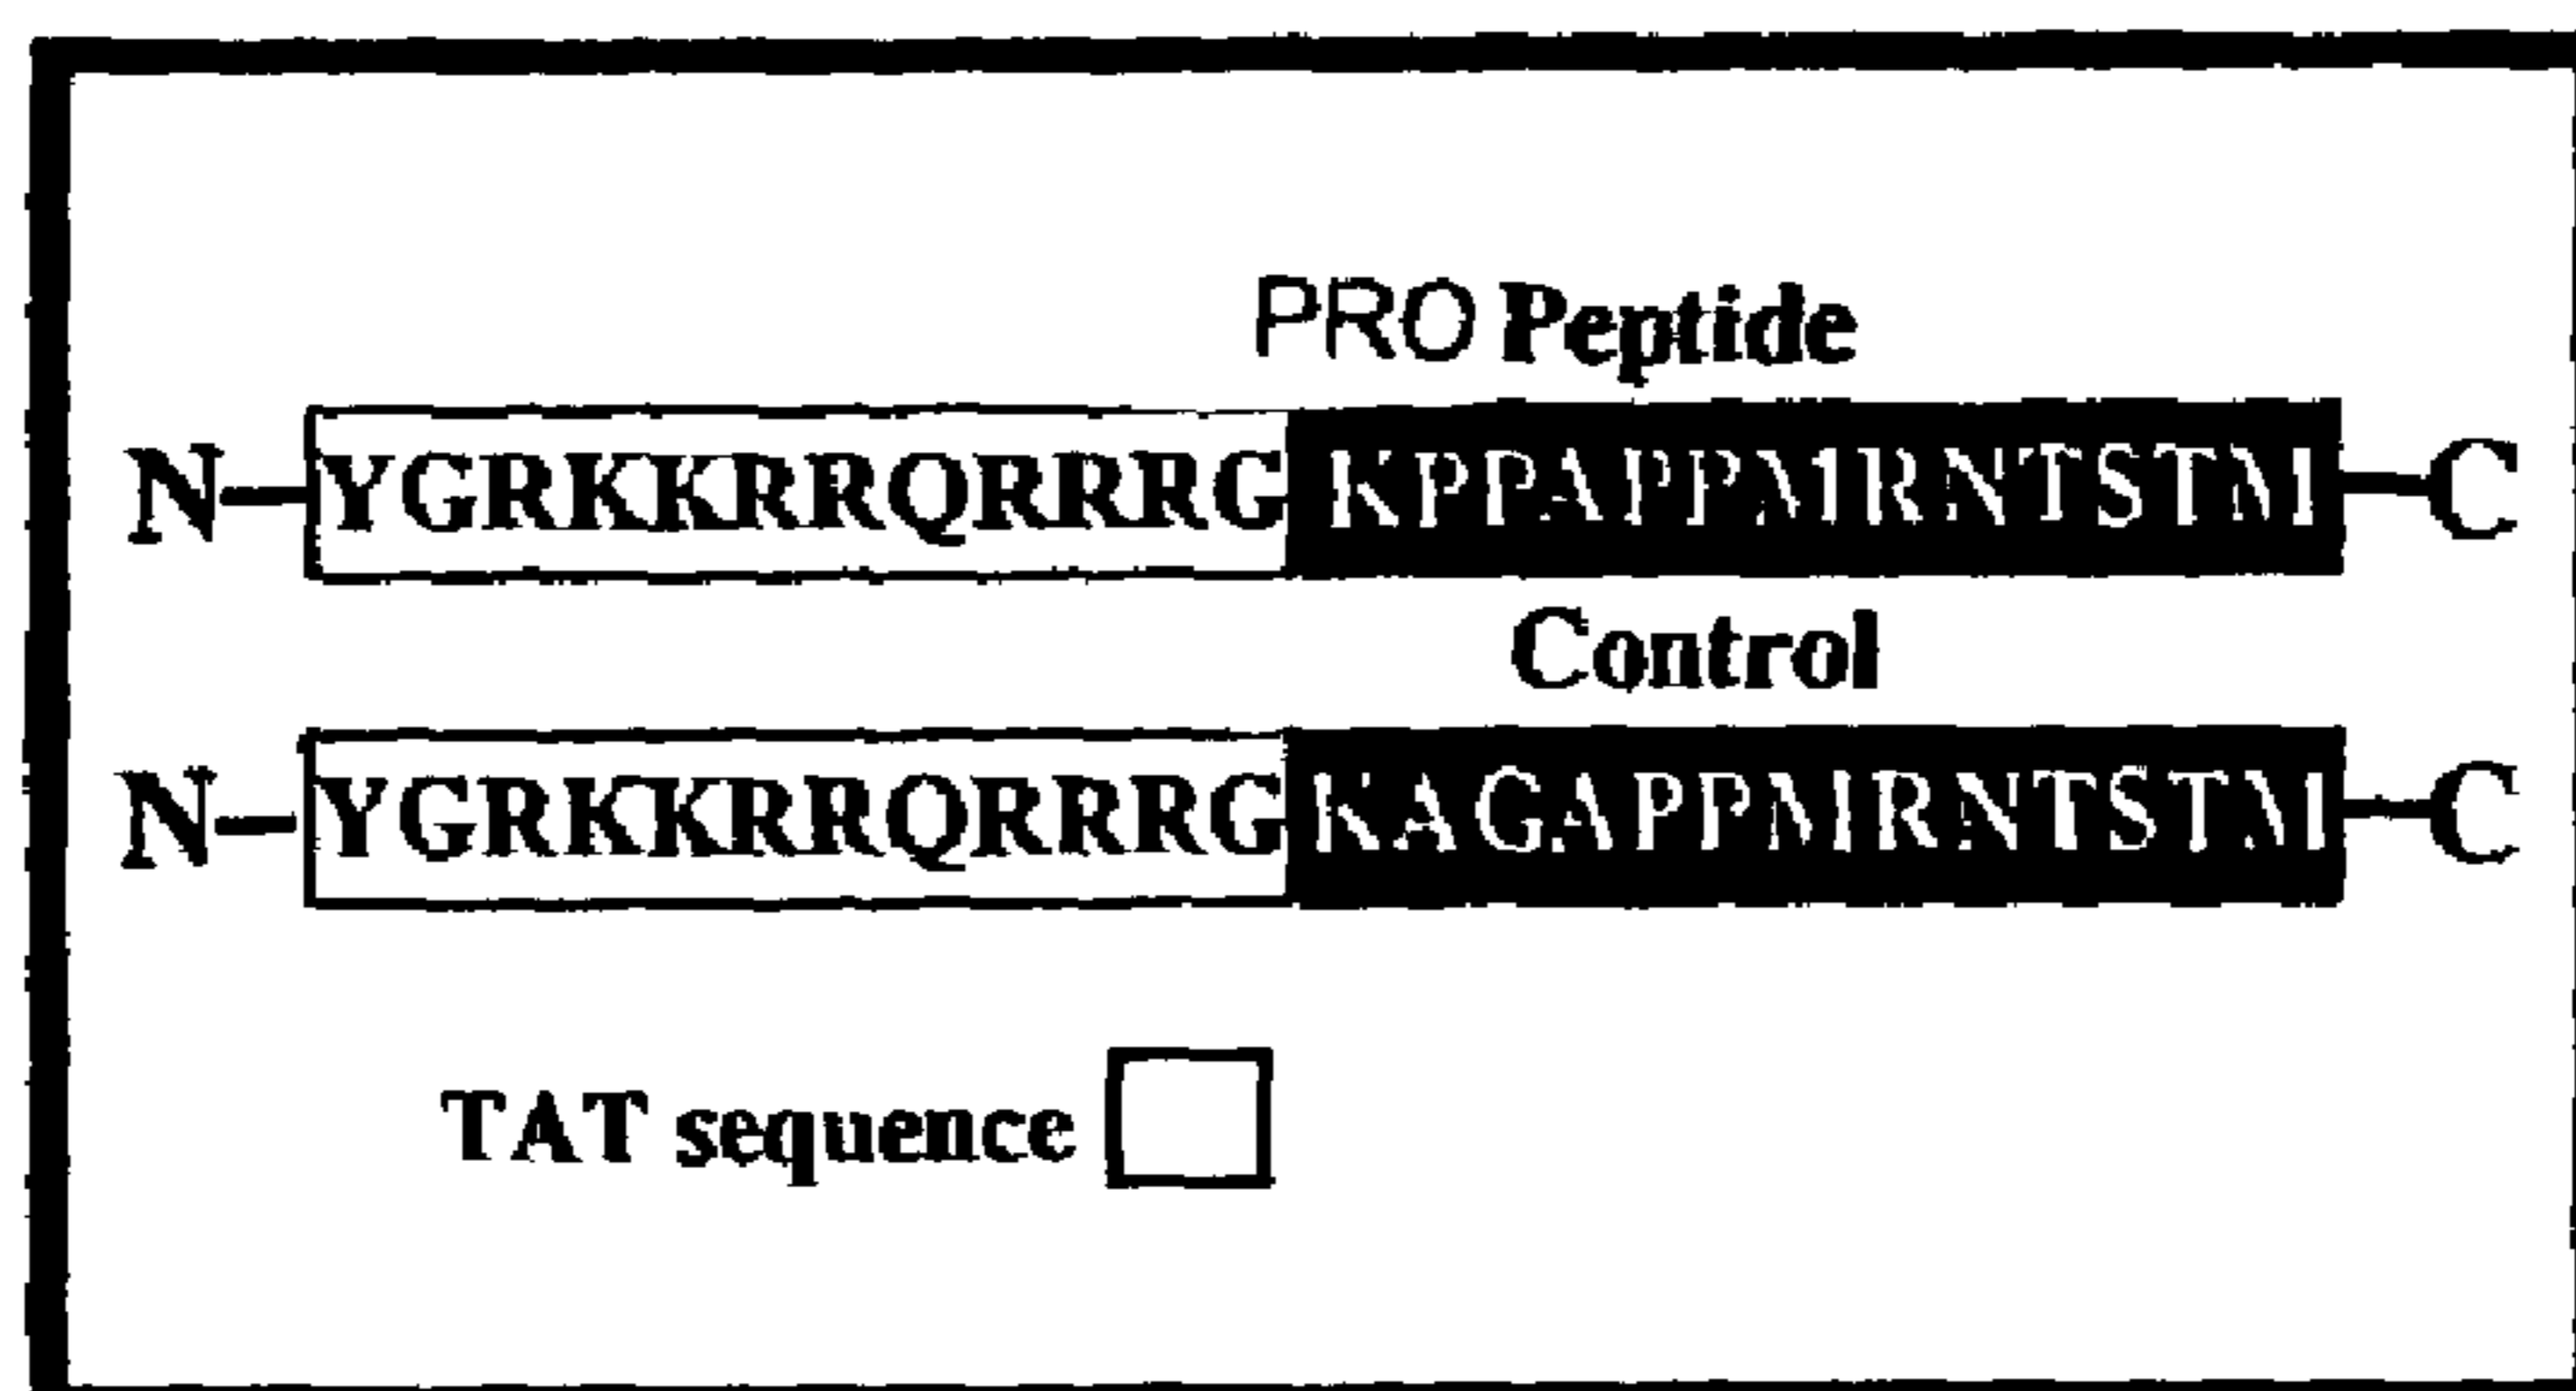 PRO Peptide
N-YGRKKRRQRRRGKPPAPPMRNTSTM-C
Control
N-YGRKKRRQRRRGKAGAPPMRNTSTM-C
TAT sequence